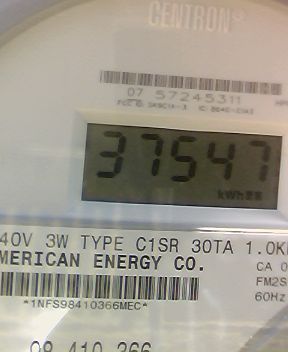 CENTRON®
07 57245311
37547
kWh
40V 3W TYPE C1SR 30TA 1.0K
MERICAN ENERGY CO.
CA 0
FM2S
*1NFS98410366MEC*
60Hz
98 410 366